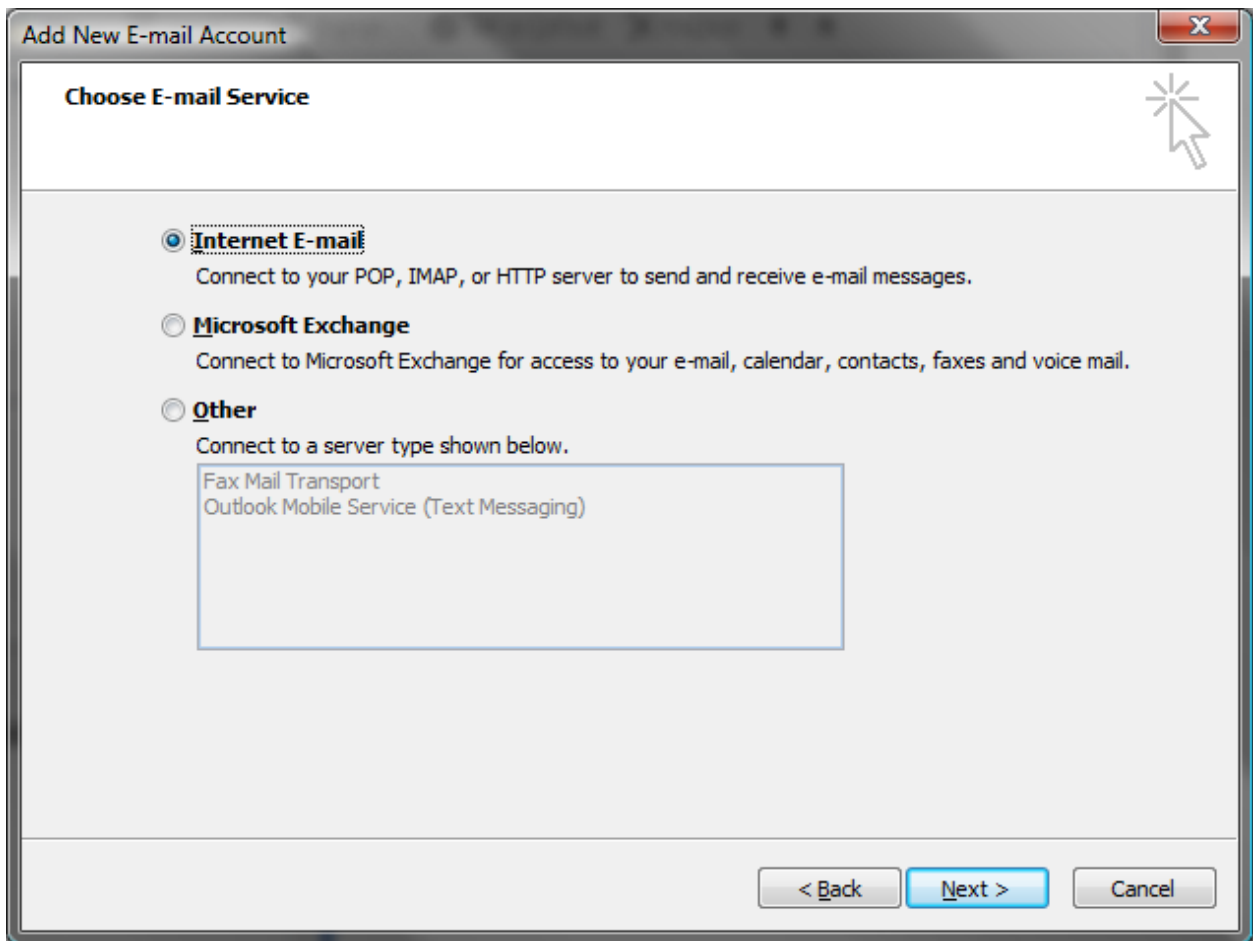 Add New E-mail Account
Choose E-mail Service
Internet E-mail
Connect to your POP, IMAP, or HTTP server to send and receive e-mail messages.
Microsoft Exchange
Connect to Microsoft Exchange for access to your e-mail, calendar, contacts, faxes and voice mail.
Other
Connect to a server type shown below.
Fax Mail Transport
Outlook Mobile Service (Text Messaging)
< Back Next > Cancel